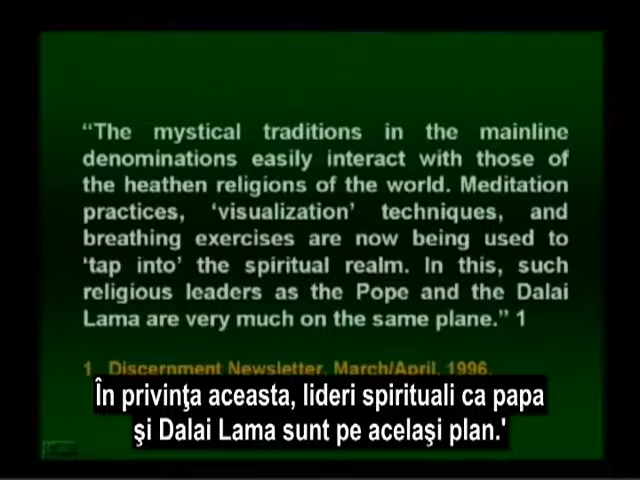 “The mystical traditions in the mainline
denominations easily interact with those of
the heathen religions of the world. Meditation
practices, ‘visualization’ techniques, and
breathing exercises are now being used to
‘tap into’ the spiritual realm. In this, such
religious leaders as the Pope and the Dalai
Lama are very much on the same plane.” 1
1 Discernment Newsletter, March/April, 1996.
În privinţa aceasta, lideri spirituali ca papa
şi Dalai Lama sunt pe acelaşi plan.'